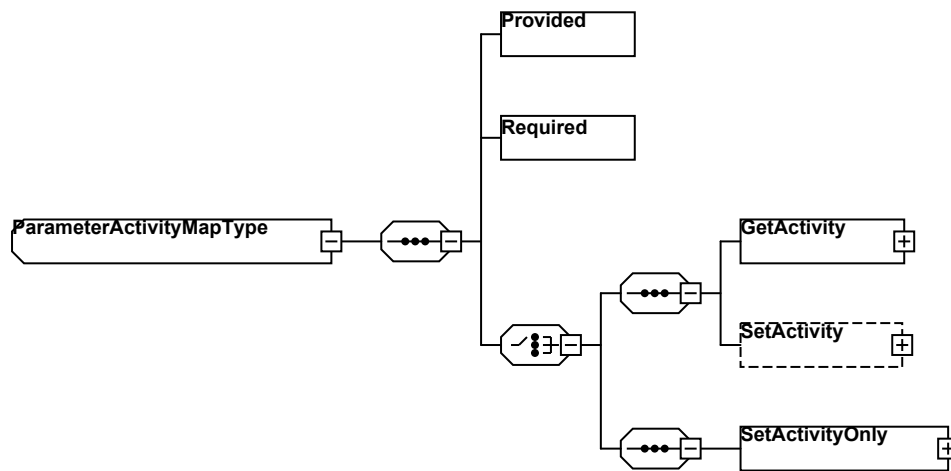 Provided
Required
ParameterActivityMapType
GetActivity
SetActivity
SetActivityOnly